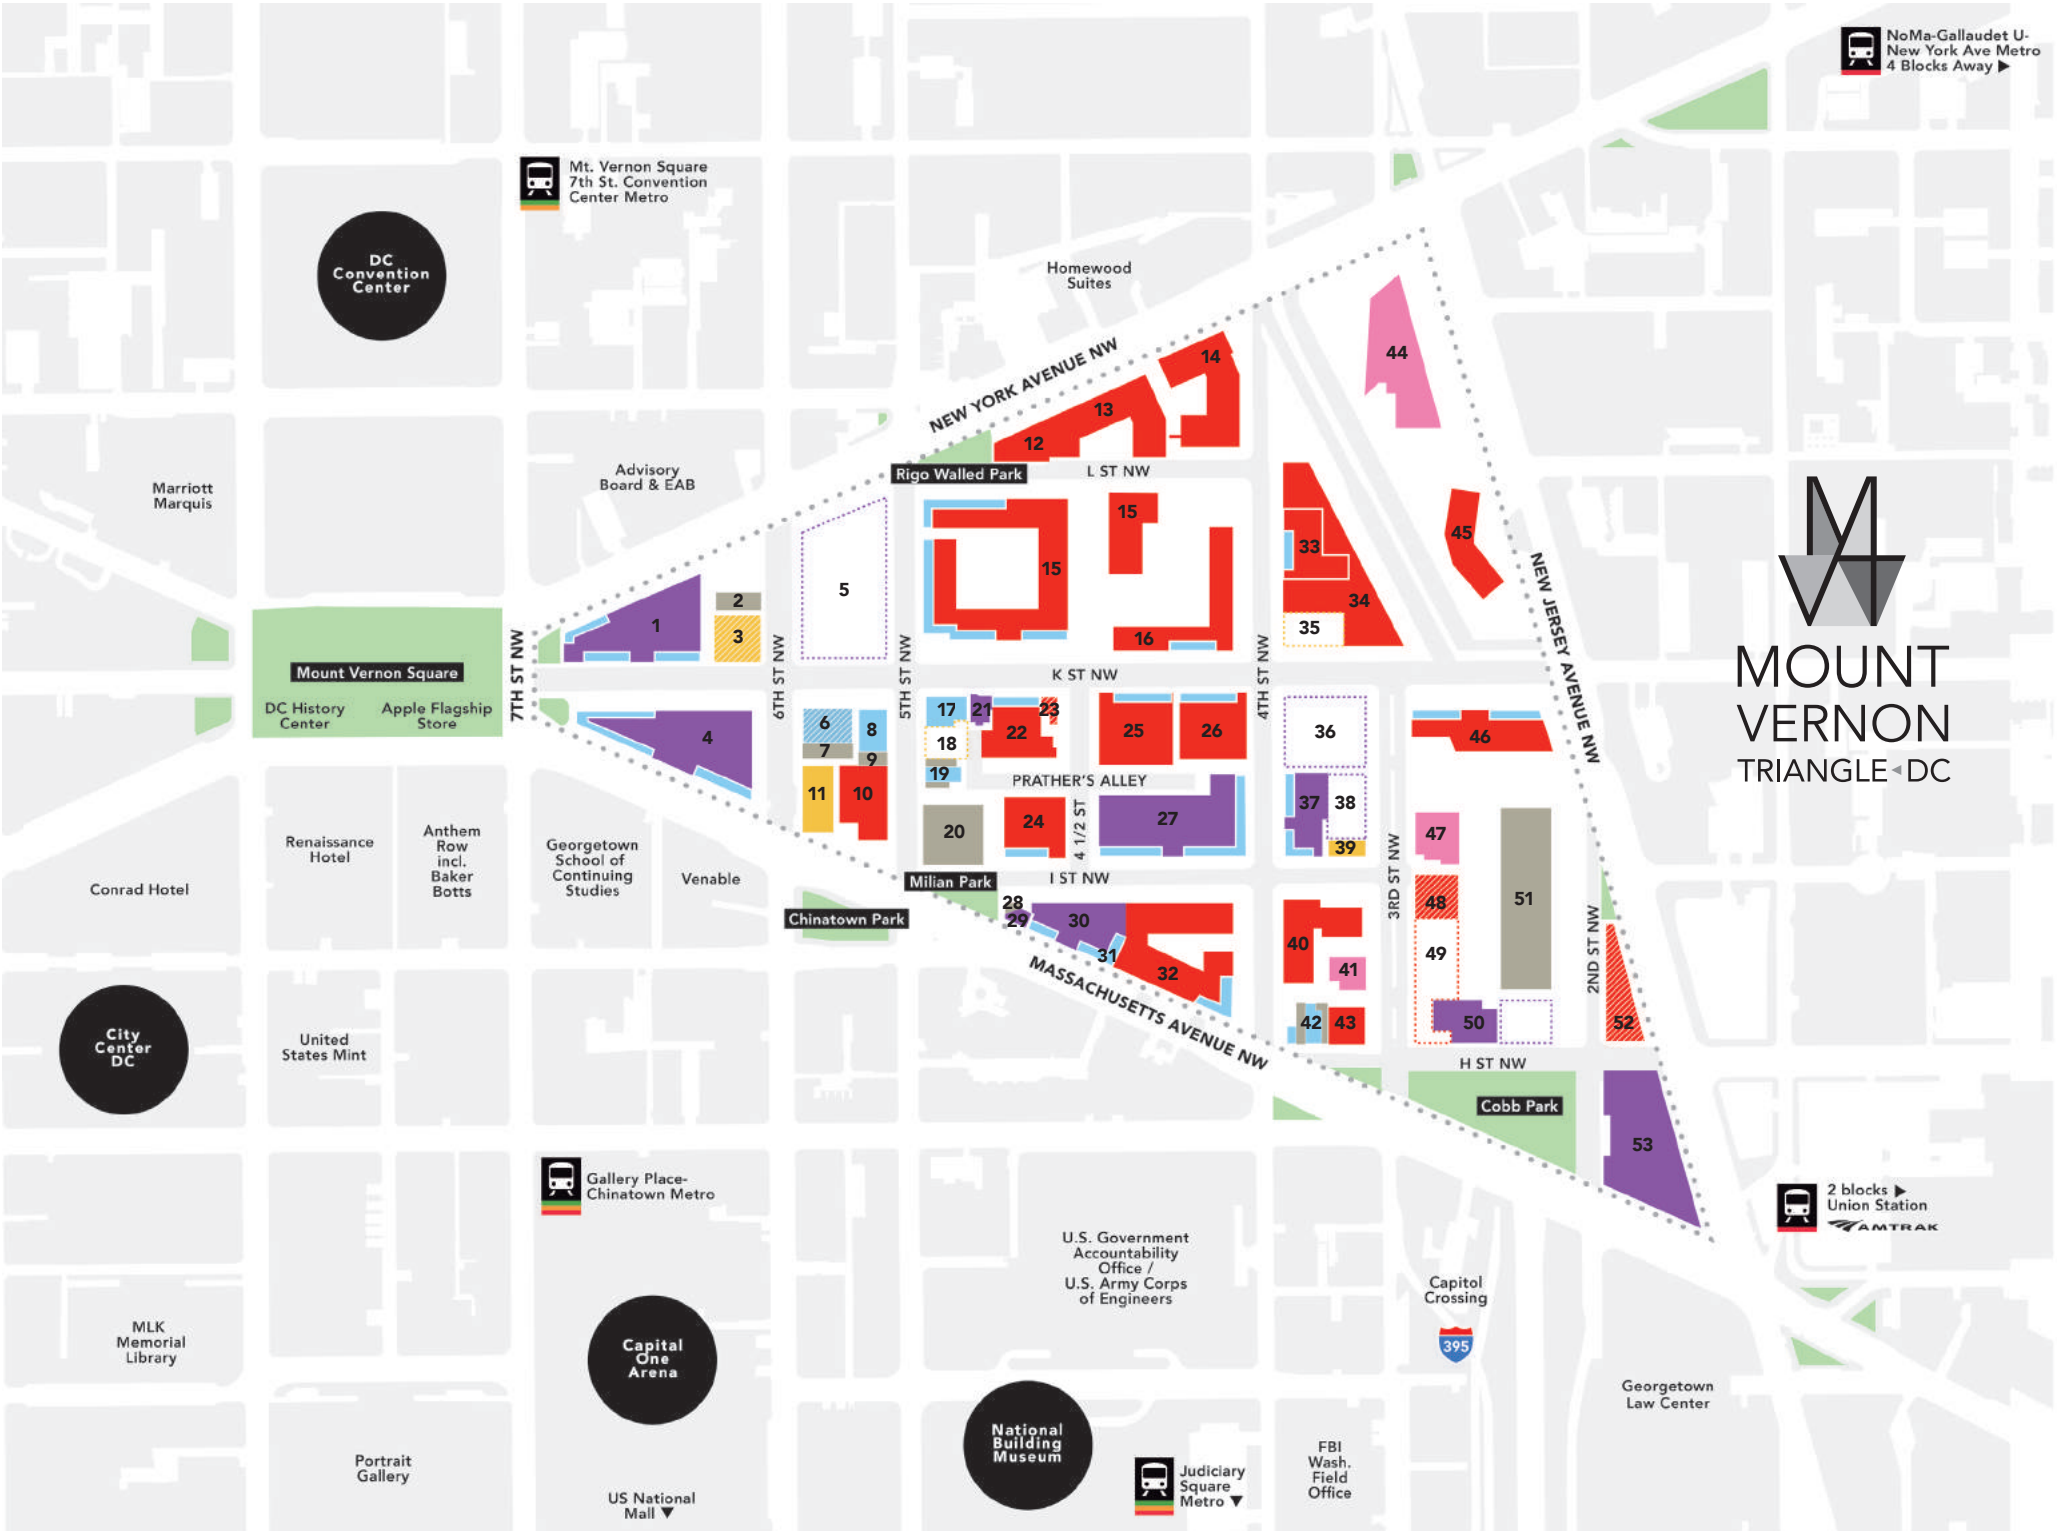 NoMa-Gallaudet U-
New York Ave Metro
4 Blocks Away ▶
Mt. Vernon Square
7th St. Convention
Center Metro
DC
Convention
Center
Homewood
Suites
NEW YORK AVENUE NW
14
13
12
44
Rigo Walled Park
L ST NW
Advisory
Board & EAB
Marriott
Marquis
15
15
16
5
33
34
35
45
NEW JERSEY AVENUE NW
MOUNT
VERNON
TRIANGLE◂DC
1
2
3
7TH ST NW
6TH ST NW
5TH ST NW
4TH ST NW
K ST NW
Mount Vernon Square
DC History
Center
Apple Flagship
Store
4
6
7
8
9
10
11
17
18
19
20
21
22
23
24
25
26
27
PRATHER'S ALLEY
4 1/2 ST
36
37
38
39
46
47
48
49
50
51
52
53
3RD ST NW
2ND ST NW
Renaissance
Hotel
Anthem
Row
incl.
Baker
Botts
Georgetown
School of
Continuing
Studies
Venable
Conrad Hotel
Milian Park
I ST NW
Chinatown Park
28
29
30
31
32
40
41
42
43
MASSACHUSETTS AVENUE NW
H ST NW
Cobb Park
City
Center
DC
United
States Mint
Gallery Place-
Chinatown Metro
2 blocks ▶
Union Station
AMTRAK
U.S. Government
Accountability
Office /
U.S. Army Corps
of Engineers
Capitol
Crossing
395
MLK
Memorial
Library
Capital
One
Arena
Georgetown
Law Center
National
Building
Museum
Judiciary
Square
Metro ▼
FBI
Wash.
Field
Office
Portrait
Gallery
US National
Mall ▼